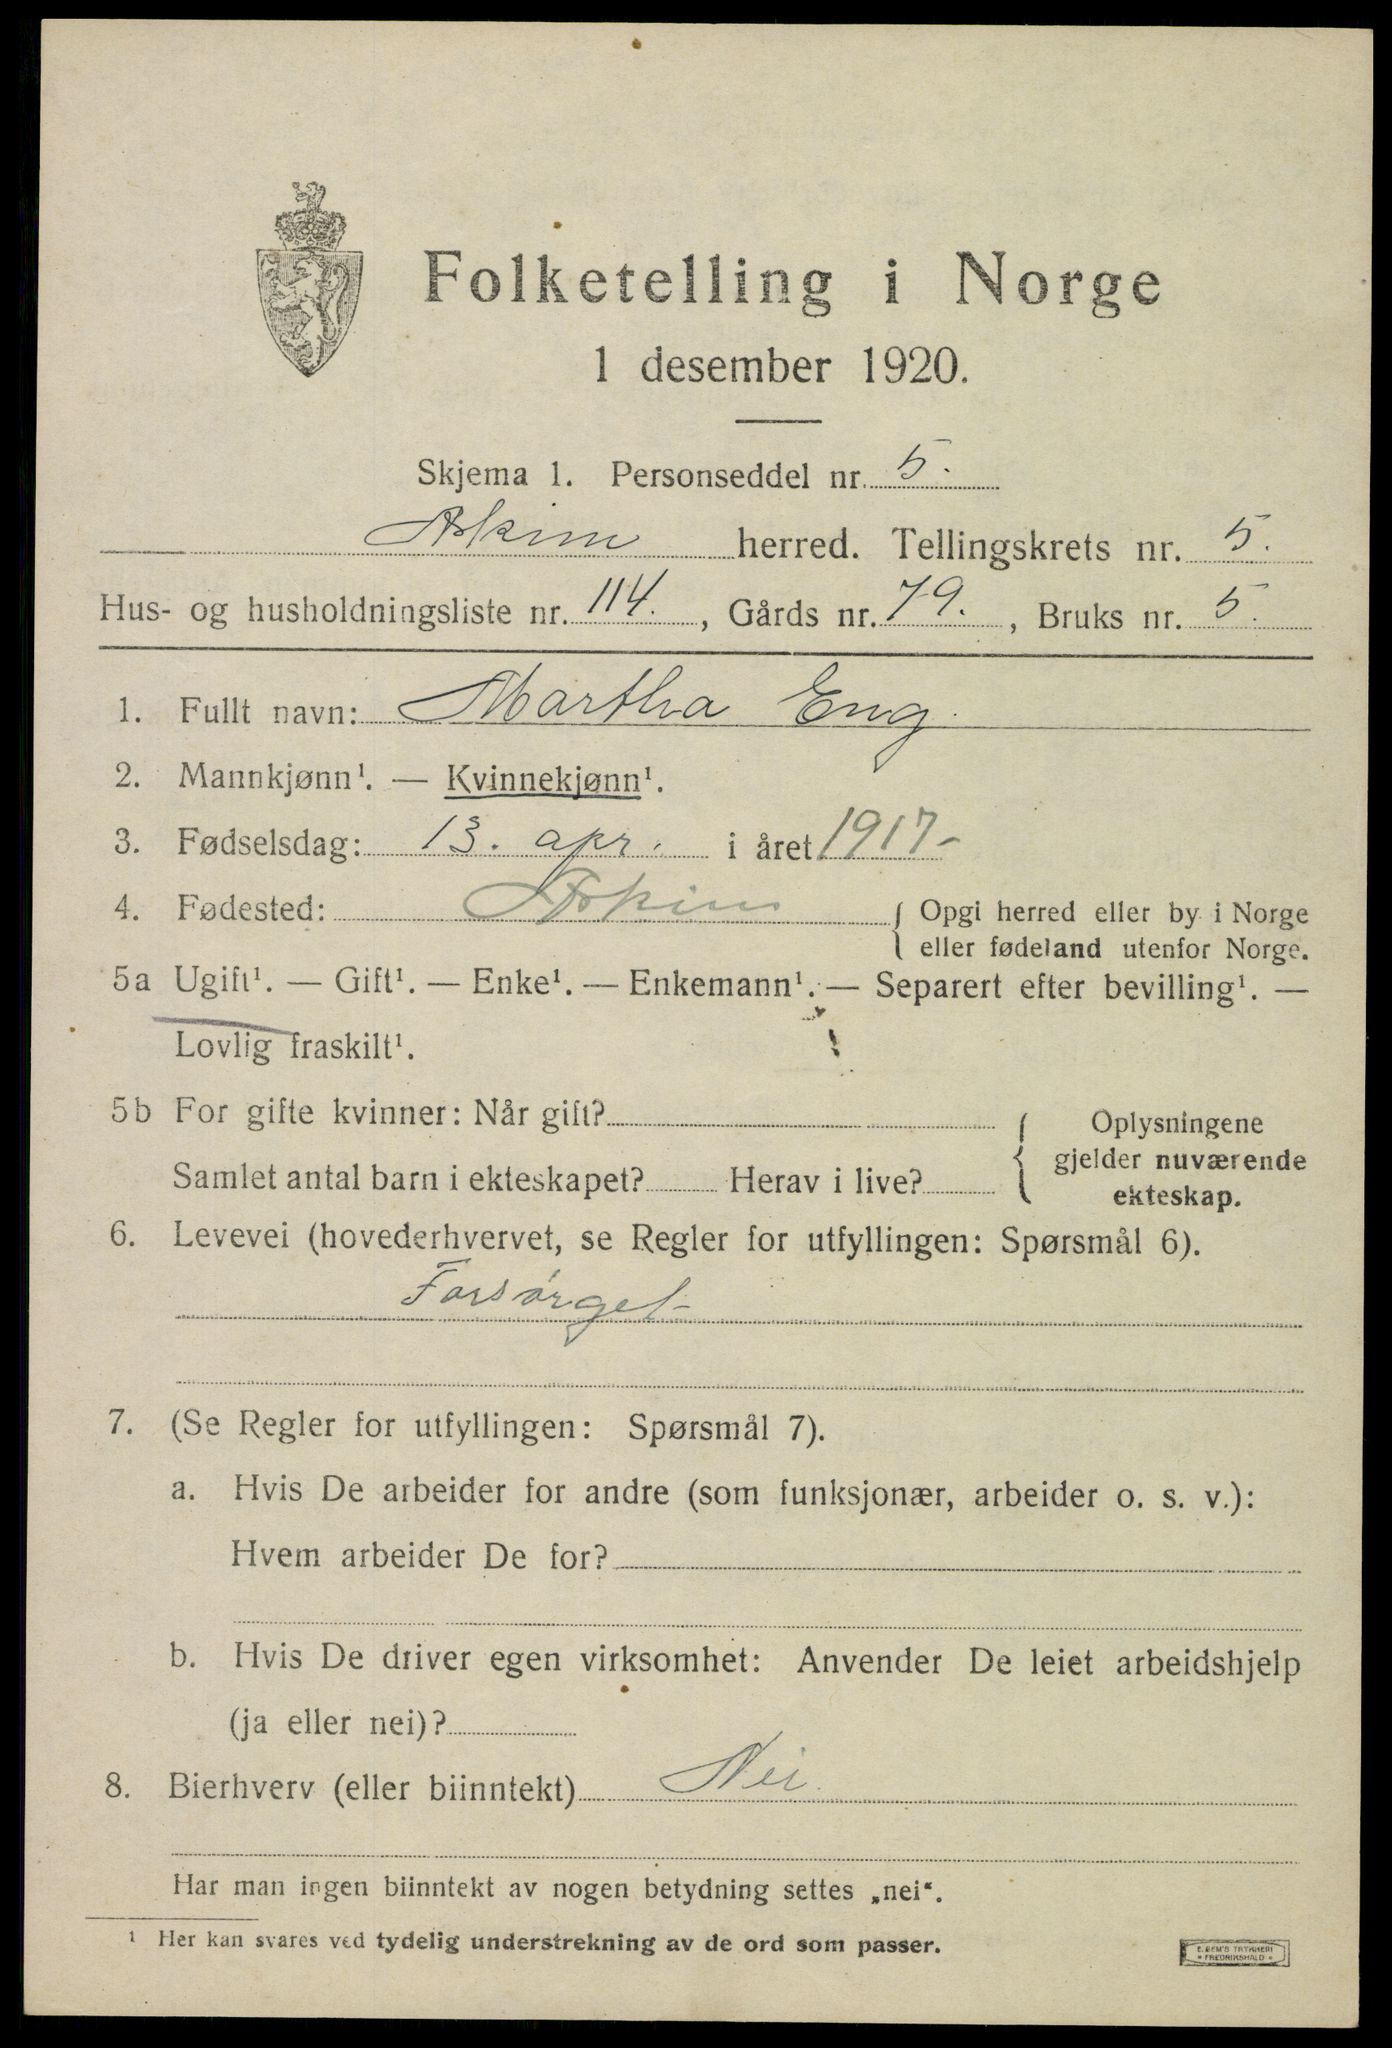 Folketelling i Norge
1 desember 1920.
Skjema 1. Personseddel nr. 5.
Askim herred. Tellingskrets nr. 5.
Hus- og husholdningsliste nr. 114. , Gårds nr. 79. , Bruks nr. 5.
1. Fullt navn: Martha Eng.
2. Mannkjønn¹. — Kvinnekjønn¹.
3. Fødselsdag: 13. apr. i året 1917-
4. Fødested: Askim { Opgi herred eller by i Norge
eller fødeland utenfor Norge.
5a Ugift¹. — Gift¹. — Enke¹. — Enkemann¹. — Separert efter bevilling¹. —
Lovlig fraskilt¹.
5b For gifte kvinner: Når gift? { Oplysningene
gjelder nuværende
ekteskap.
Samlet antal barn i ekteskapet? Herav i live?
6. Levevei (hovederhvervet, se Regler for utfyllingen: Spørsmål 6).
Forsørget
7. (Se Regler for utfyllingen: Spørsmål 7).
a. Hvis De arbeider for andre (som funksjonær, arbeider o. s. v.):
Hvem arbeider De for?
b. Hvis De driver egen virksomhet: Anvender De leiet arbeidshjelp
(ja eller nei)?
8. Bierhverv (eller biinntekt) Nei.
Har man ingen biinntekt av nogen betydning settes „nei“.
¹ Her kan svares ved tydelig understrekning av de ord som passer.
E. SEM'S TRYKKERI
• FREDRIKSHALD •